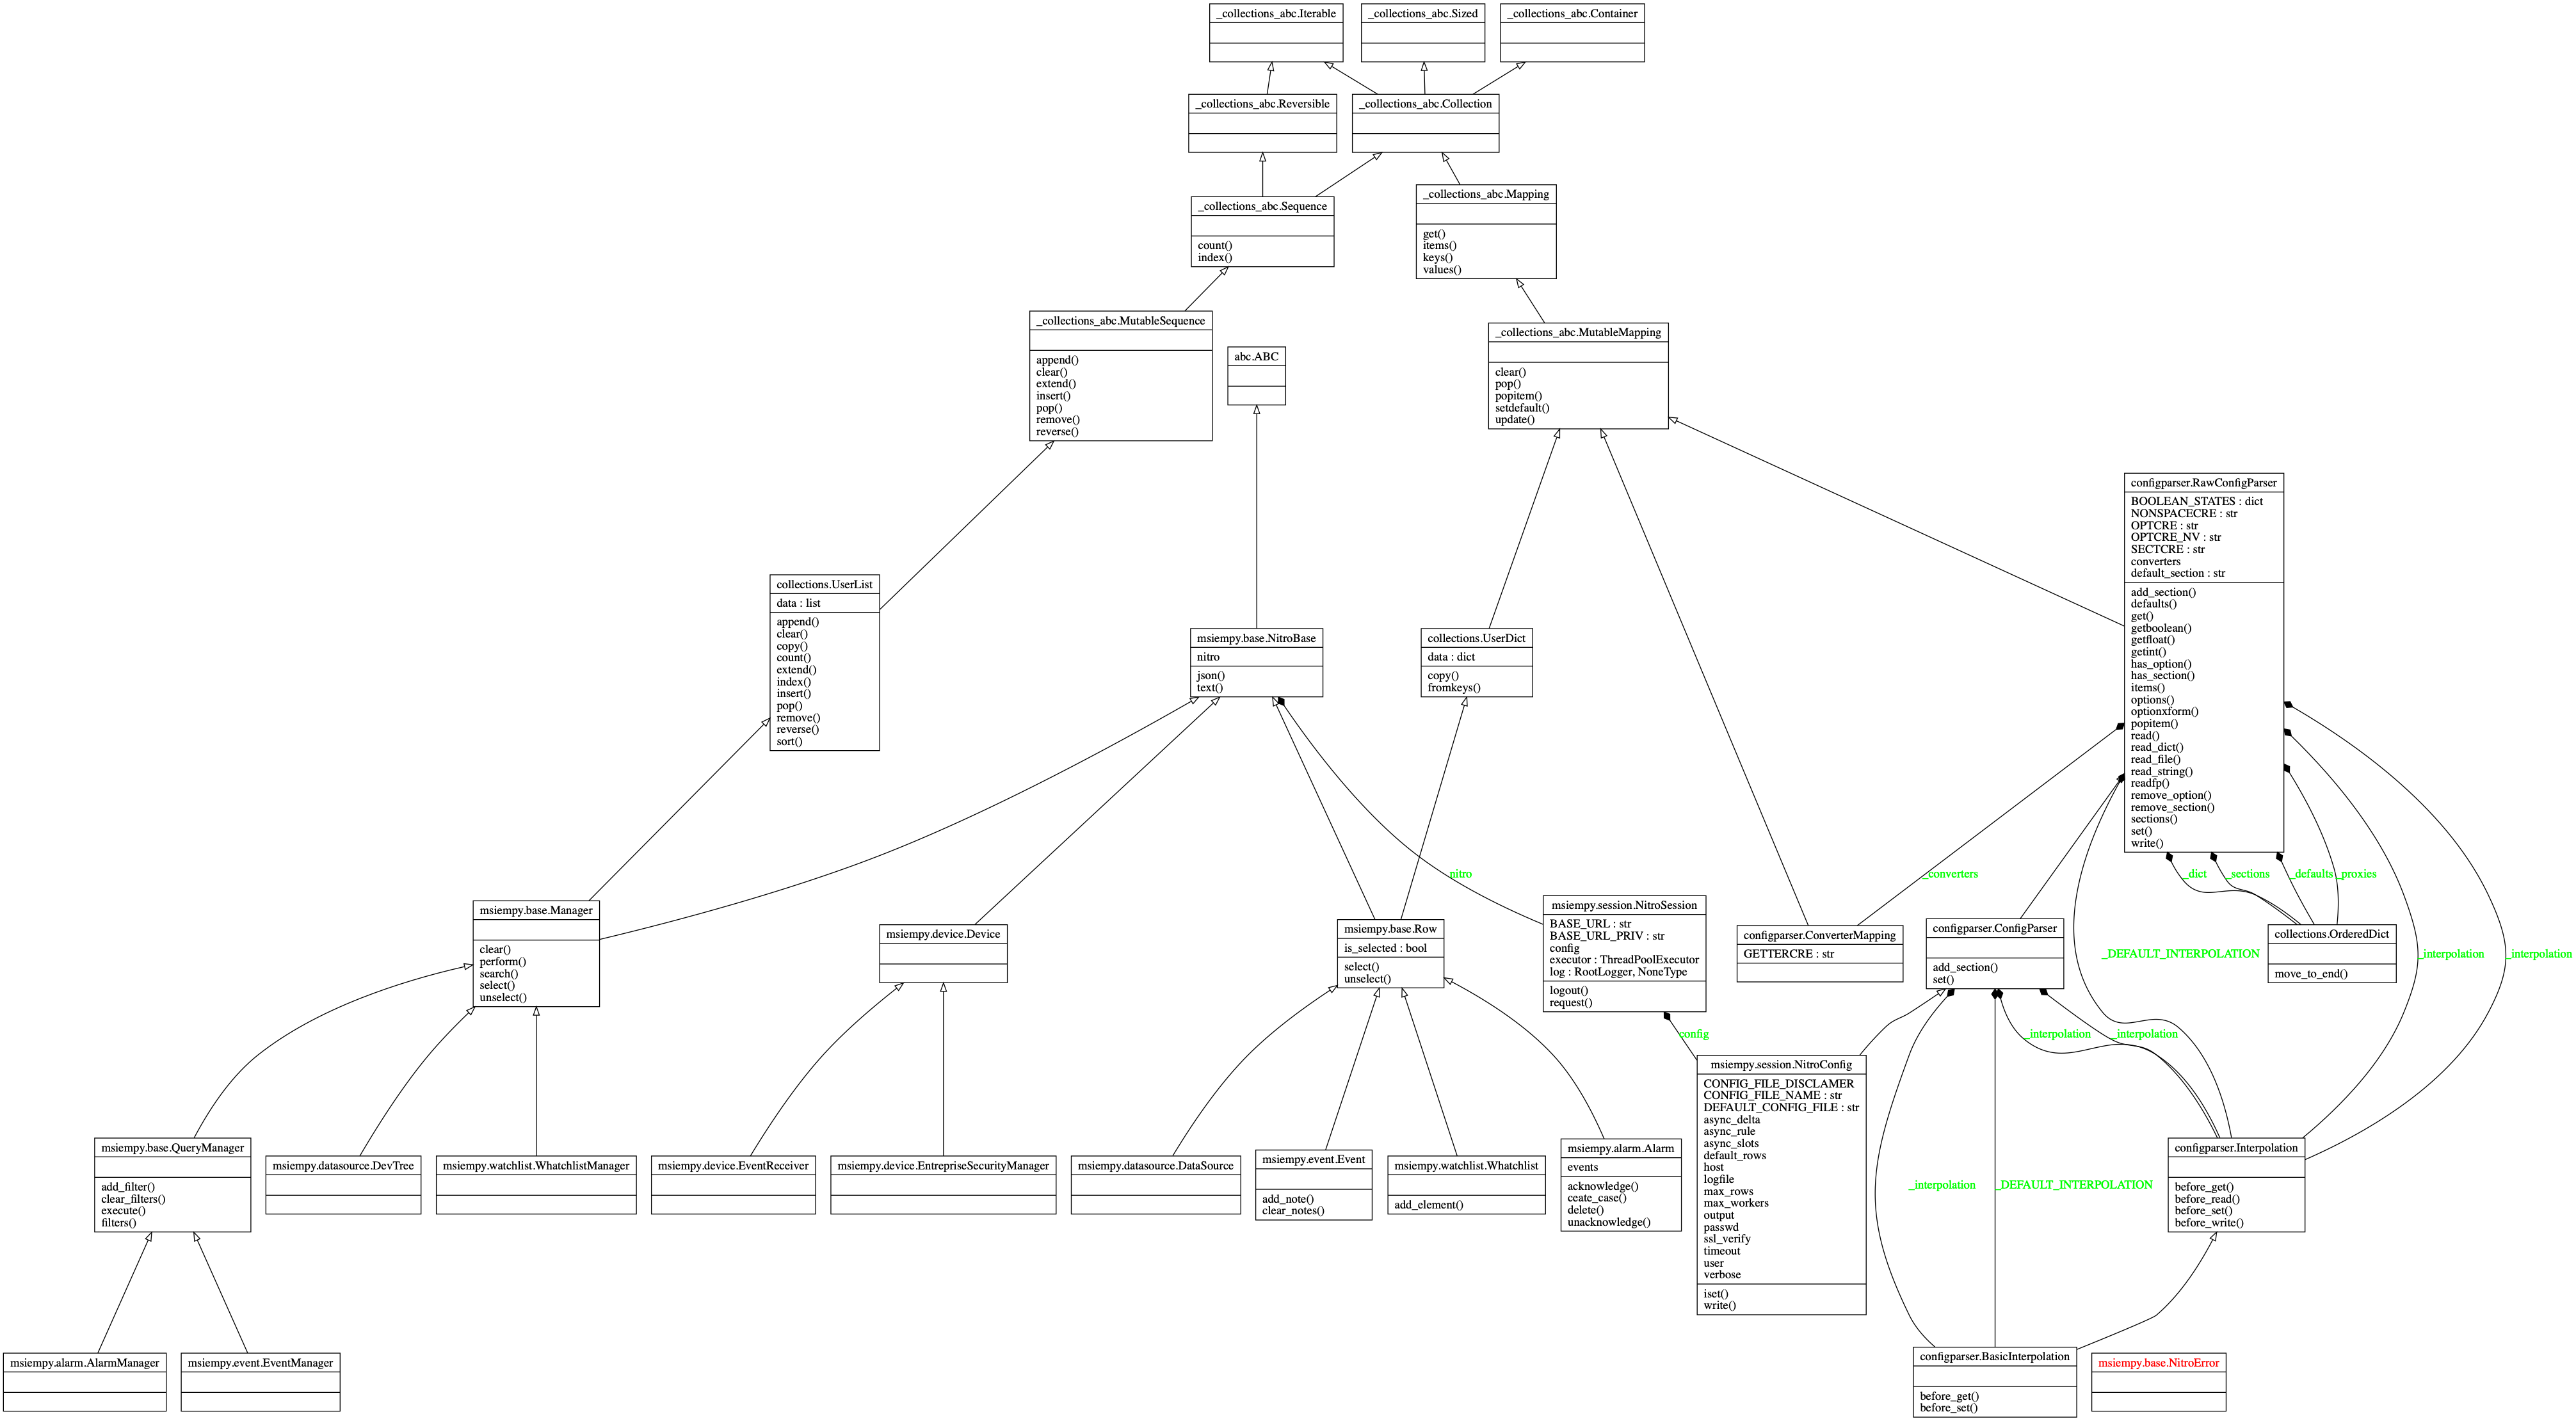 _collections_abc.Iterable
_collections_abc.Sized
_collections_abc.Container
_collections_abc.Reversible
_collections_abc.Collection
_collections_abc.Sequence
count()
index()
_collections_abc.Mapping
get()
items()
keys()
values()
_collections_abc.MutableSequence
append()
clear()
extend()
insert()
pop()
remove()
reverse()
abc.ABC
_collections_abc.MutableMapping
clear()
pop()
popitem()
setdefault()
update()
configparser.RawConfigParser
BOOLEAN_STATES : dict
NONSPACECRE : str
OPTCRE : str
OPTCRE_NV : str
SECTCRE : str
converters
default_section : str
add_section()
defaults()
get()
getboolean()
getfloat()
getint()
has_option()
has_section()
items()
options()
optionxform()
popitem()
read()
read_dict()
read_file()
read_string()
readfp()
remove_option()
remove_section()
sections()
set()
write()
collections.UserList
data : list
append()
clear()
copy()
count()
extend()
index()
insert()
pop()
remove()
reverse()
sort()
msiempy.base.NitroBase
nitro
json()
text()
collections.UserDict
data : dict
copy()
fromkeys()
nitro
_converters
_dict
_sections
_defaults
_proxies
msiempy.base.Manager
clear()
perform()
search()
select()
unselect()
msiempy.device.Device
msiempy.base.Row
is_selected : bool
select()
unselect()
msiempy.session.NitroSession
BASE_URL : str
BASE_URL_PRIV : str
config
executor : ThreadPoolExecutor
log : RootLogger, NoneType
logout()
request()
configparser.ConverterMapping
GETTERCRE : str
configparser.ConfigParser
add_section()
set()
_DEFAULT_INTERPOLATION
collections.OrderedDict
move_to_end()
_interpolation
_interpolation
config
_interpolation
_interpolation
msiempy.base.QueryManager
add_filter()
clear_filters()
execute()
filters()
msiempy.datasource.DevTree
msiempy.watchlist.WhatchlistManager
msiempy.device.EventReceiver
msiempy.device.EntrepriseSecurityManager
msiempy.datasource.DataSource
msiempy.event.Event
add_note()
clear_notes()
msiempy.watchlist.Whatchlist
add_element()
msiempy.alarm.Alarm
events
acknowledge()
ceate_case()
delete()
unacknowledge()
msiempy.session.NitroConfig
CONFIG_FILE_DISCLAMER
CONFIG_FILE_NAME : str
DEFAULT_CONFIG_FILE : str
async_delta
async_rule
async_slots
default_rows
host
logfile
max_rows
max_workers
output
passwd
ssl_verify
timeout
user
verbose
iset()
write()
_interpolation
_DEFAULT_INTERPOLATION
configparser.Interpolation
before_get()
before_read()
before_set()
before_write()
msiempy.alarm.AlarmManager
msiempy.event.EventManager
configparser.BasicInterpolation
before_get()
before_set()
msiempy.base.NitroError